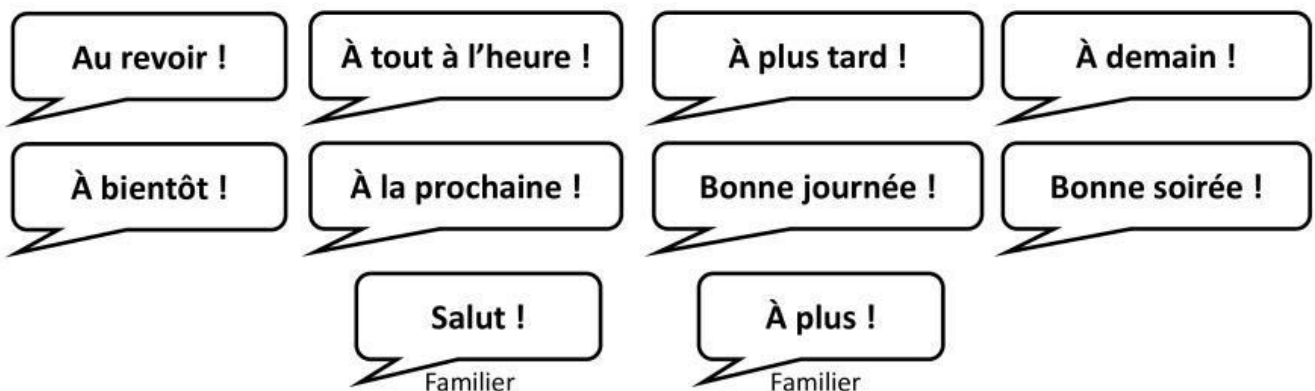 Au revoir !
À tout à l’heure !
À plus tard !
À demain !
À bientôt !
À la prochaine !
Bonne journée !
Bonne soirée !
Salut !
À plus !
Familier
Familier